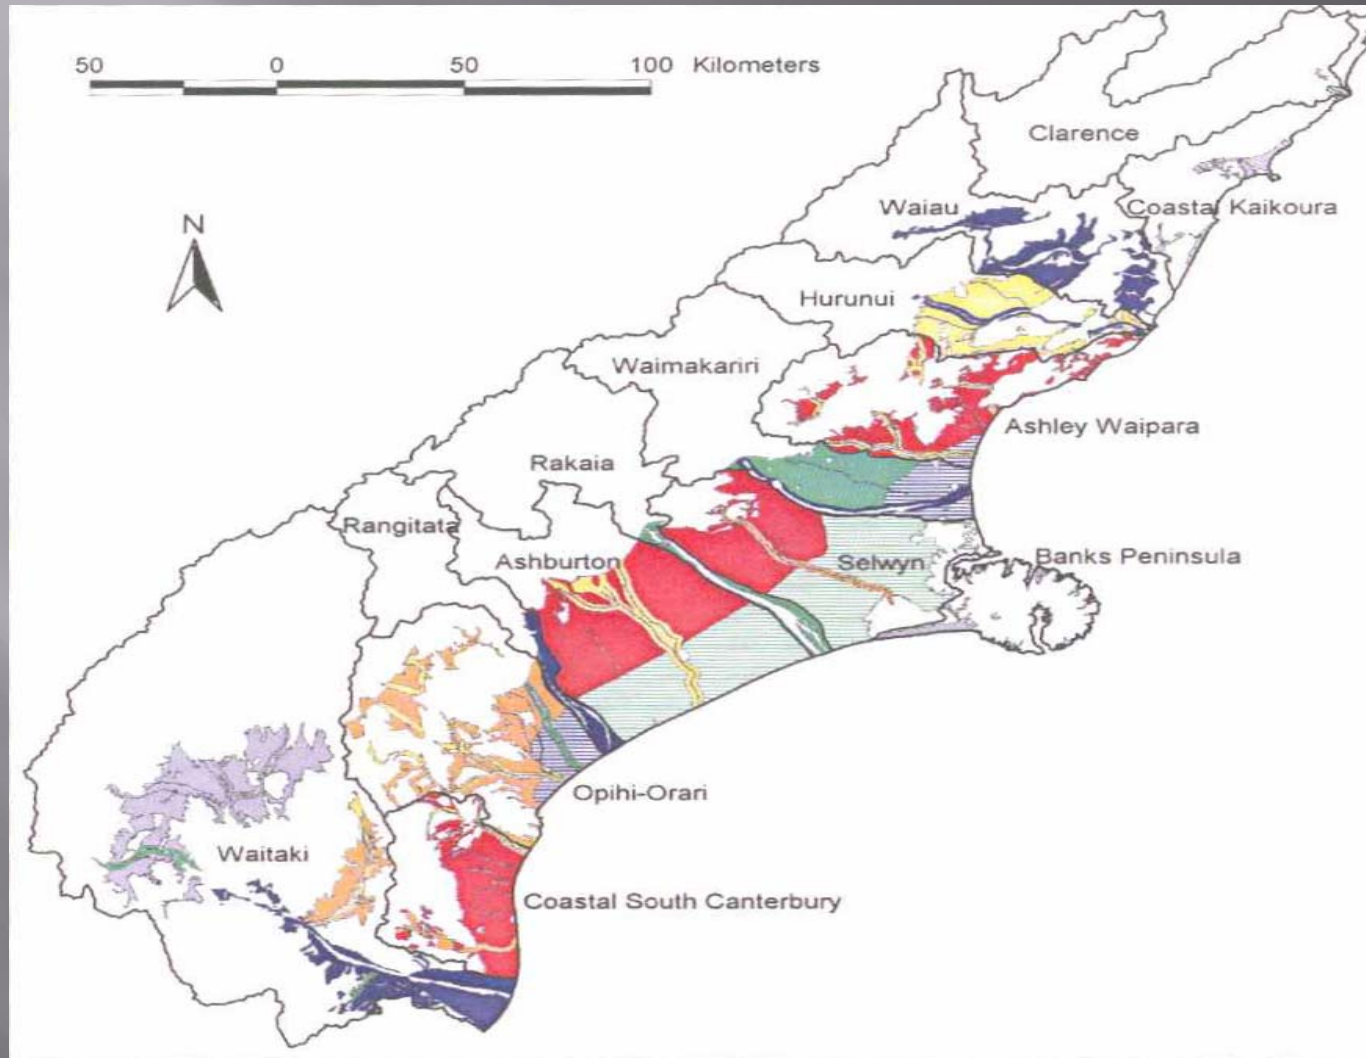 50 0 50 100 Kilometers
N
Clarence
Waiau
Coastal Kaikoura
Hurunui
Waimakariri
Ashley Waipara
Rakaia
Rangitata
Ashburton
Selwyn
Banks Peninsula
Opihi-Orari
Waitaki
Coastal South Canterbury